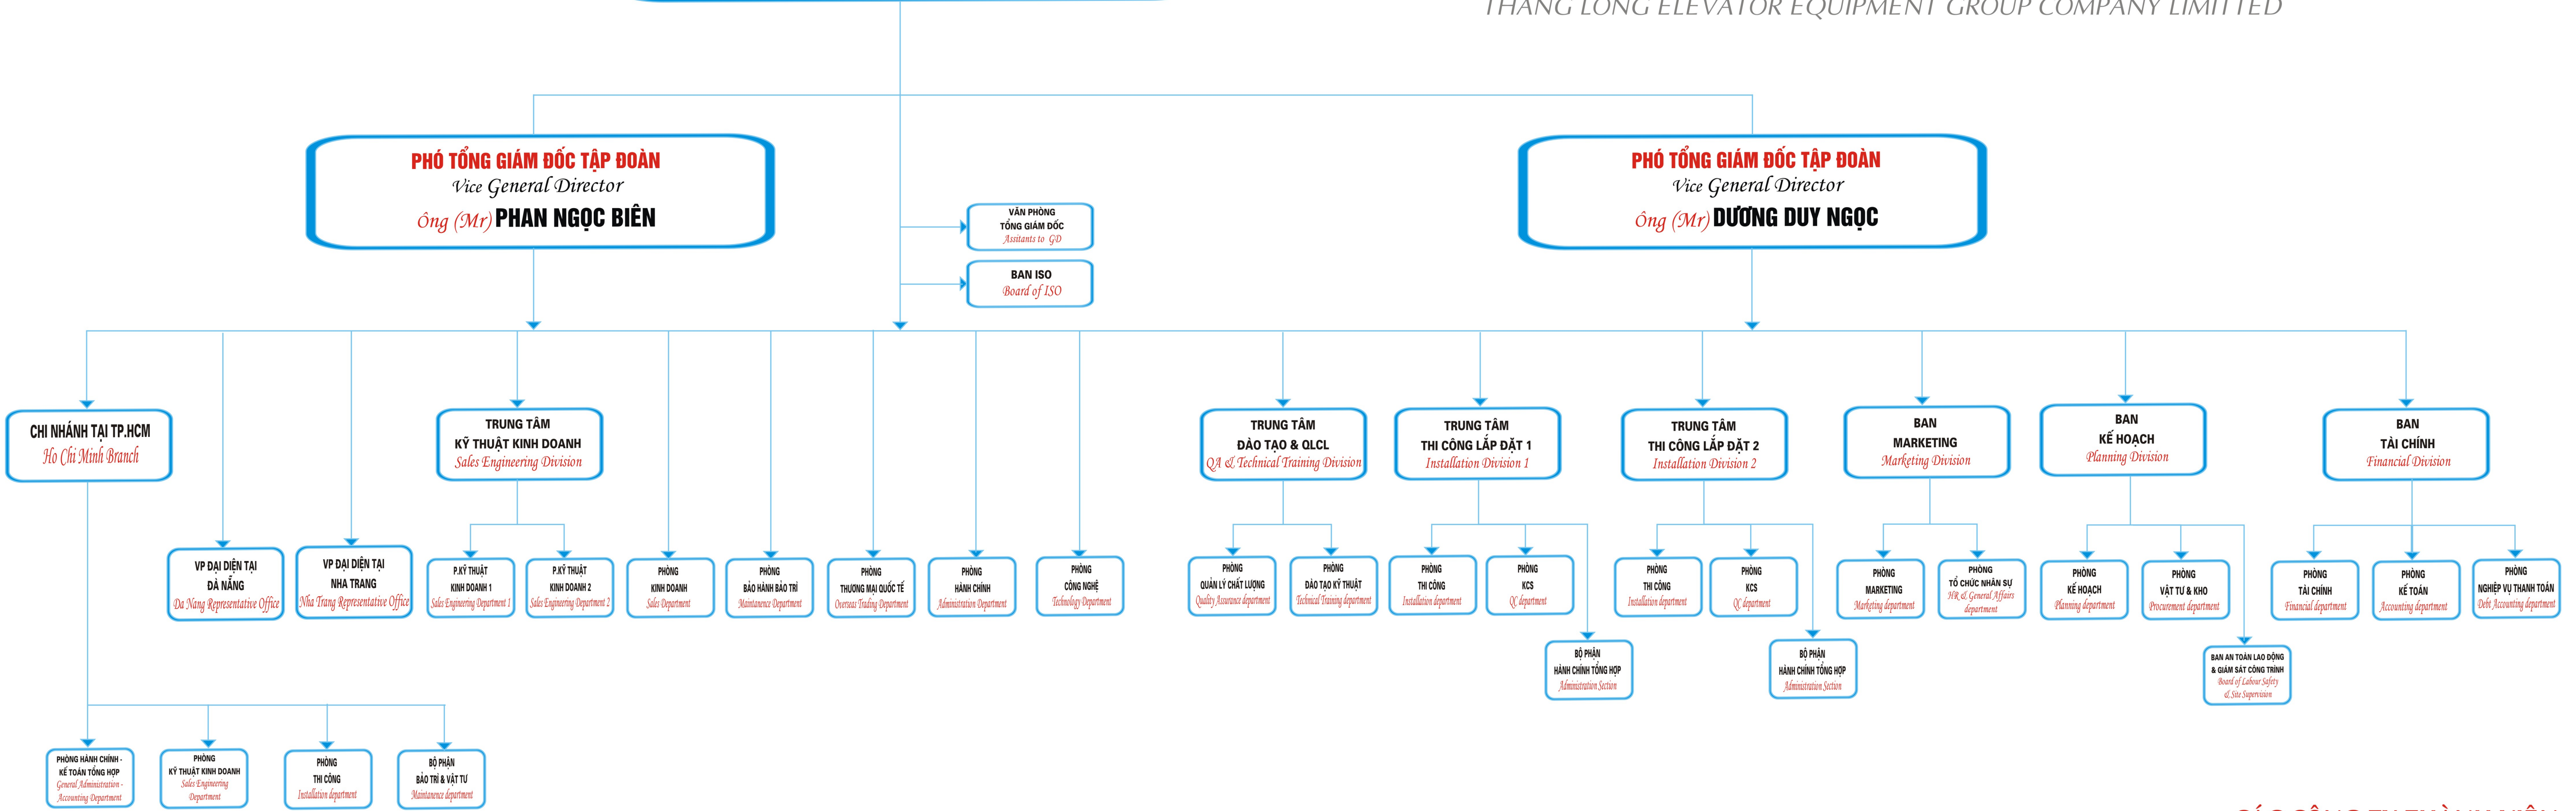 THANG LONG ELEVATOR EQUIPMENT GROUP COMPANY LIMITTED
PHÓ TỔNG GIÁM ĐỐC TẬP ĐOÀN
Vice General Director
Ông (Mr) PHAN NGỌC BIÊN
PHÓ TỔNG GIÁM ĐỐC TẬP ĐOÀN
Vice General Director
Ông (Mr) DƯƠNG DUY NGỌC
VĂN PHÒNG
TỔNG GIÁM ĐỐC
Assitants to GD
BAN ISO
Board of ISO
CHI NHÁNH TẠI TP.HCM
Ho Chi Minh Branch
TRUNG TÂM
KỸ THUẬT KINH DOANH
Sales Engineering Division
TRUNG TÂM
ĐÀO TẠO & QLCL
QA & Technical Training Division
TRUNG TÂM
THI CÔNG LẮP ĐẶT 1
Installation Division 1
TRUNG TÂM
THI CÔNG LẮP ĐẶT 2
Installation Division 2
BAN
MARKETING
Marketing Division
BAN
KẾ HOẠCH
Planning Division
BAN
TÀI CHÍNH
Financial Division
VP ĐẠI DIỆN TẠI
ĐÀ NẴNG
Da Nang Representative Office
VP ĐẠI DIỆN TẠI
NHA TRANG
Nha Trang Representative Office
P.KỸ THUẬT
KINH DOANH 1
Sales Engineering Department 1
P.KỸ THUẬT
KINH DOANH 2
Sales Engineering Department 2
PHÒNG
KINH DOANH
Sales Department
PHÒNG
BẢO HÀNH BẢO TRÌ
Maintanence Department
PHÒNG
THƯƠNG MẠI QUỐC TẾ
Overseas Trading Department
PHÒNG
HÀNH CHÍNH
Administration Department
PHÒNG
CÔNG NGHỆ
Technology Department
PHÒNG
QUẢN LÝ CHẤT LƯỢNG
Quality Assurance department
PHÒNG
ĐÀO TẠO KỸ THUẬT
Technical Training department
PHÒNG
THI CÔNG
Installation department
PHÒNG
KCS
QC department
PHÒNG
THI CÔNG
Installation department
PHÒNG
KCS
QC department
PHÒNG
MARKETING
Marketing department
PHÒNG
TỔ CHỨC NHÂN SỰ
HR & General Affairs
department
PHÒNG
KẾ HOẠCH
Planning department
PHÒNG
VẬT TƯ & KHO
Procurement department
PHÒNG
TÀI CHÍNH
Financial department
PHÒNG
KẾ TOÁN
Accounting department
PHÒNG
NGHIỆP VỤ THANH TOÁN
Debt Accounting department
BỘ PHẬN
HÀNH CHÍNH TỔNG HỢP
Administration Section
BỘ PHẬN
HÀNH CHÍNH TỔNG HỢP
Administration Section
BAN AN TOÀN LAO ĐỘNG
& GIÁM SÁT CÔNG TRÌNH
Board of Labour Safety
& Site Supervision
PHÒNG HÀNH CHÍNH -
KẾ TOÁN TỔNG HỢP
General Administration -
Accounting Department
PHÒNG
KỸ THUẬT KINH DOANH
Sales Engineering
Department
PHÒNG
THI CÔNG
Installation department
BỘ PHẬN
BẢO TRÌ & VẬT TƯ
Maintanence department